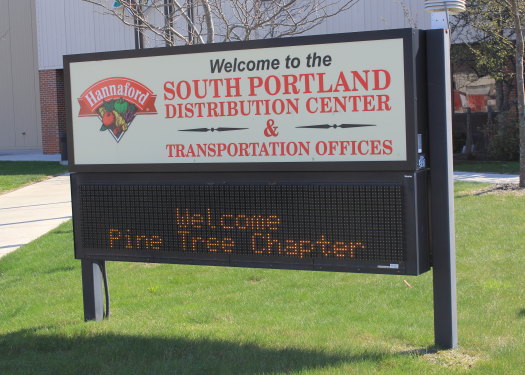 Welcome to the
Hannaford
SOUTH PORTLAND
DISTRIBUTION CENTER
&
TRANSPORTATION OFFICES
Welcome
Pine Tree Chapter